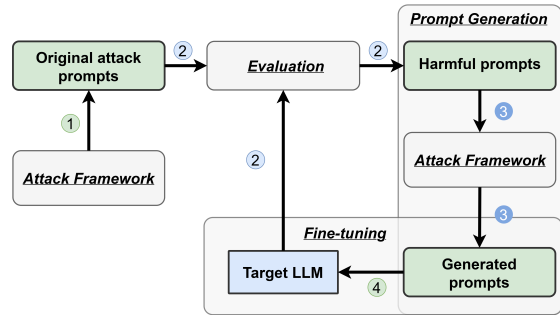 Prompt Generation
Original attack
prompts
2
Evaluation
2
Harmful prompts
1
3
2
Attack Framework
Attack Framework
3
Fine-tuning
Target LLM
4
Generated
prompts